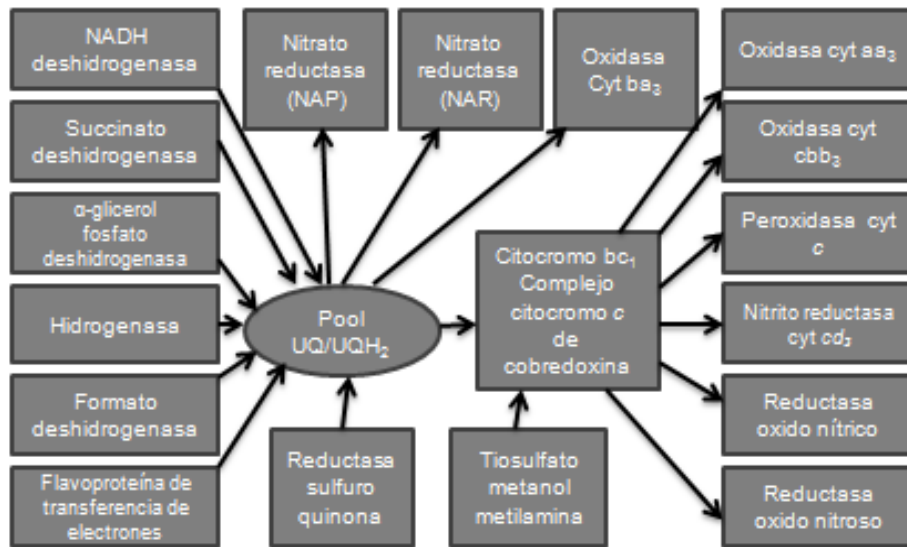 NADH
deshidrogenasa
Succinato
deshidrogenasa
α-glicerol
fosfato
deshidrogenasa
Hidrogenasa
Formato
deshidrogenasa
Flavoproteína de
transferencia de
electrones
Nitrato
reductasa
(NAP)
Nitrato
reductasa
(NAR)
Oxidasa
Cyt ba₃
Pool
UQ/UQH₂
Reductasa
sulfuro
quinona
Citocromo bc₁
Complejo
citocromo c
de
cobredoxina
Tiosulfato
metanol
metilamina
Oxidasa cyt aa₃
Oxidasa cyt
cbb₃
Peroxidasa cyt
c
Nitrito reductasa
cyt cd₃
Reductasa
oxido nítrico
Reductasa
oxido nitroso